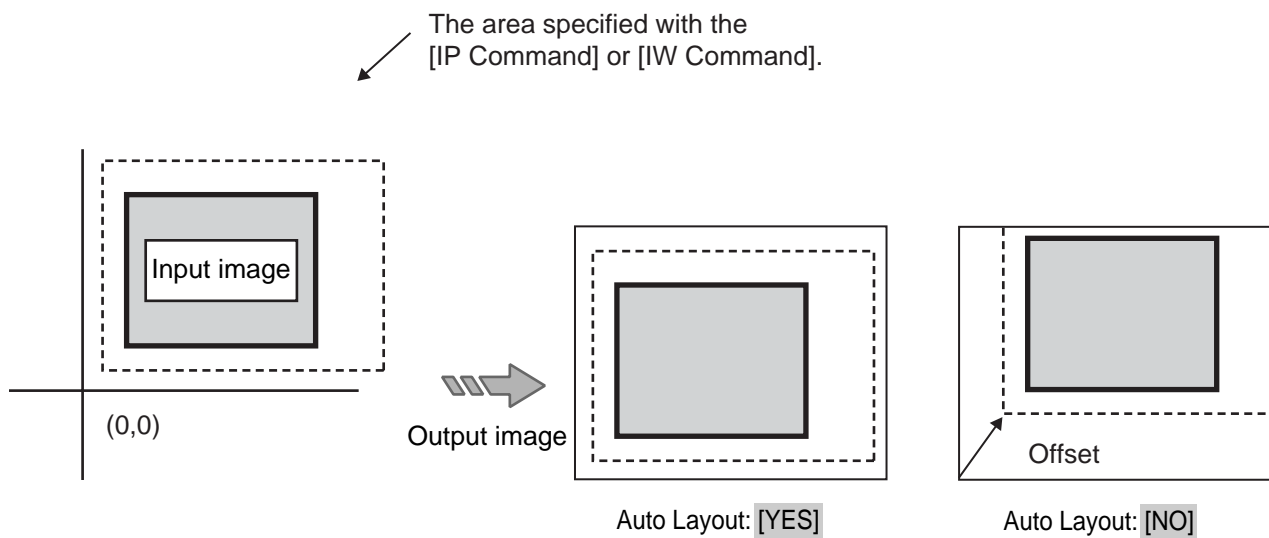 The area specified with the
[IP Command] or [IW Command].
Input image
(0,0)
Output image
Offset
Auto Layout: [YES]
Auto Layout: [NO]